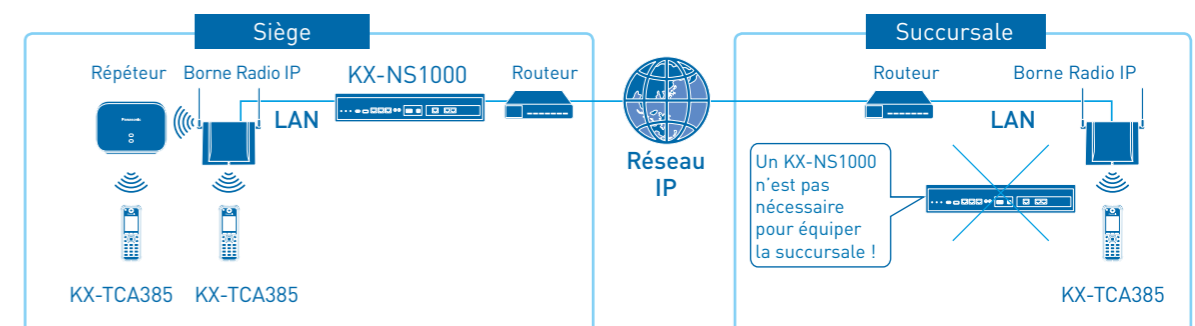 Siège
Succursale
Répéteur
Borne Radio IP
KX-NS1000
Routeur
Routeur
Borne Radio IP
Panasonic
LAN
LAN
Réseau
IP
Un KX-NS1000
n'est pas
nécessaire
pour équiper
la succursale !
KX-TCA385
KX-TCA385
KX-TCA385